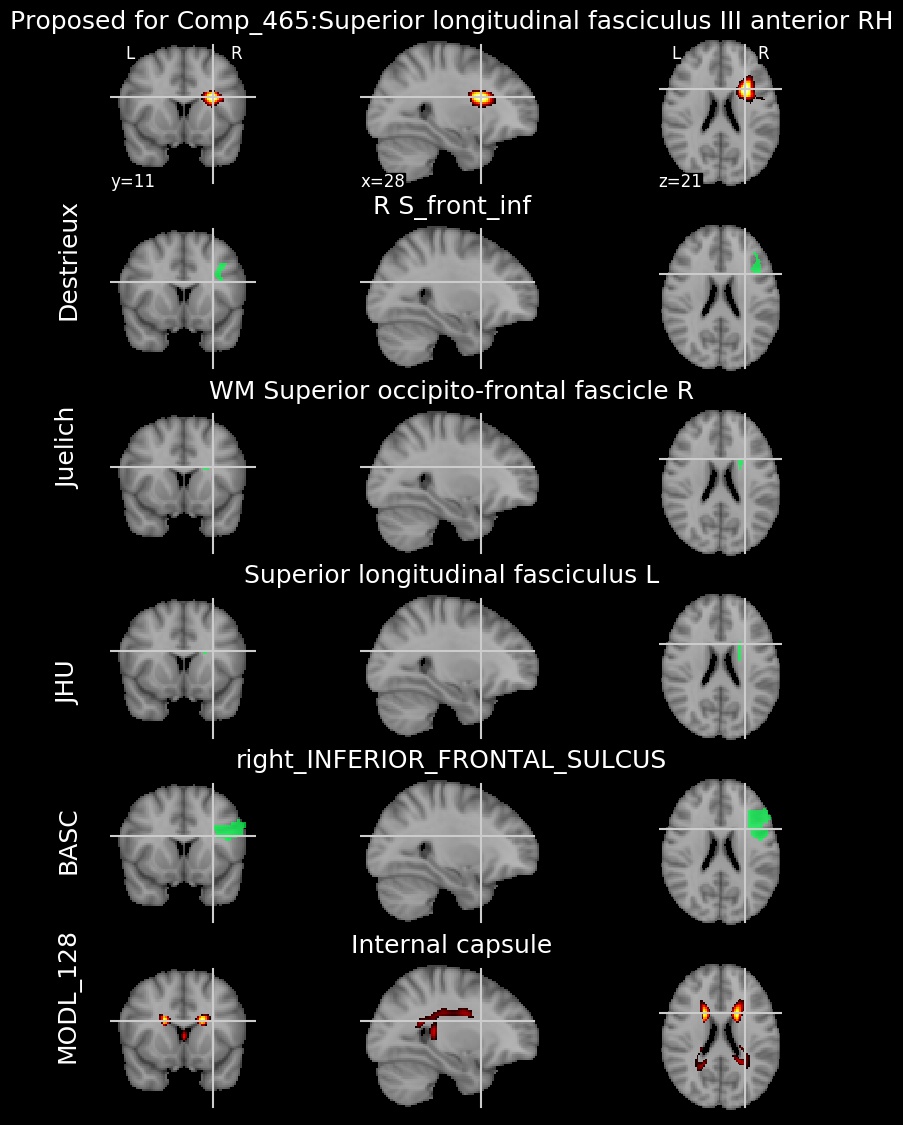 Proposed for Comp_465:Superior longitudinal fasciculus III anterior RH
L R
L R
y=11
x=28
z=21
R S_front_inf
Destrieux
WM Superior occipito-frontal fascicle R
Juelich
Superior longitudinal fasciculus L
JHU
right_INFERIOR_FRONTAL_SULCUS
BASC
Internal capsule
MODL_128